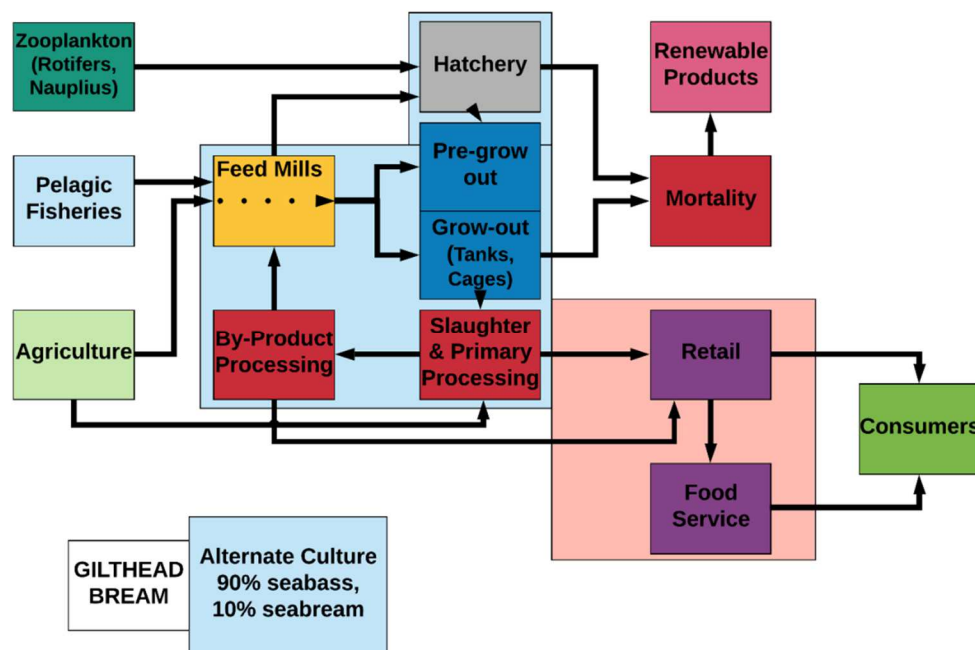 Zooplankton
(Rotifers,
Nauplius)
Hatchery
Renewable
Products
Pelagic
Fisheries
Feed Mills
Pre-grow
out
Mortality
Grow-out
(Tanks,
Cages)
Agriculture
By-Product
Processing
Slaughter
& Primary
Processing
Retail
Consumers
Food
Service
GILTHEAD
BREAM
Alternate Culture
90% seabass,
10% seabream